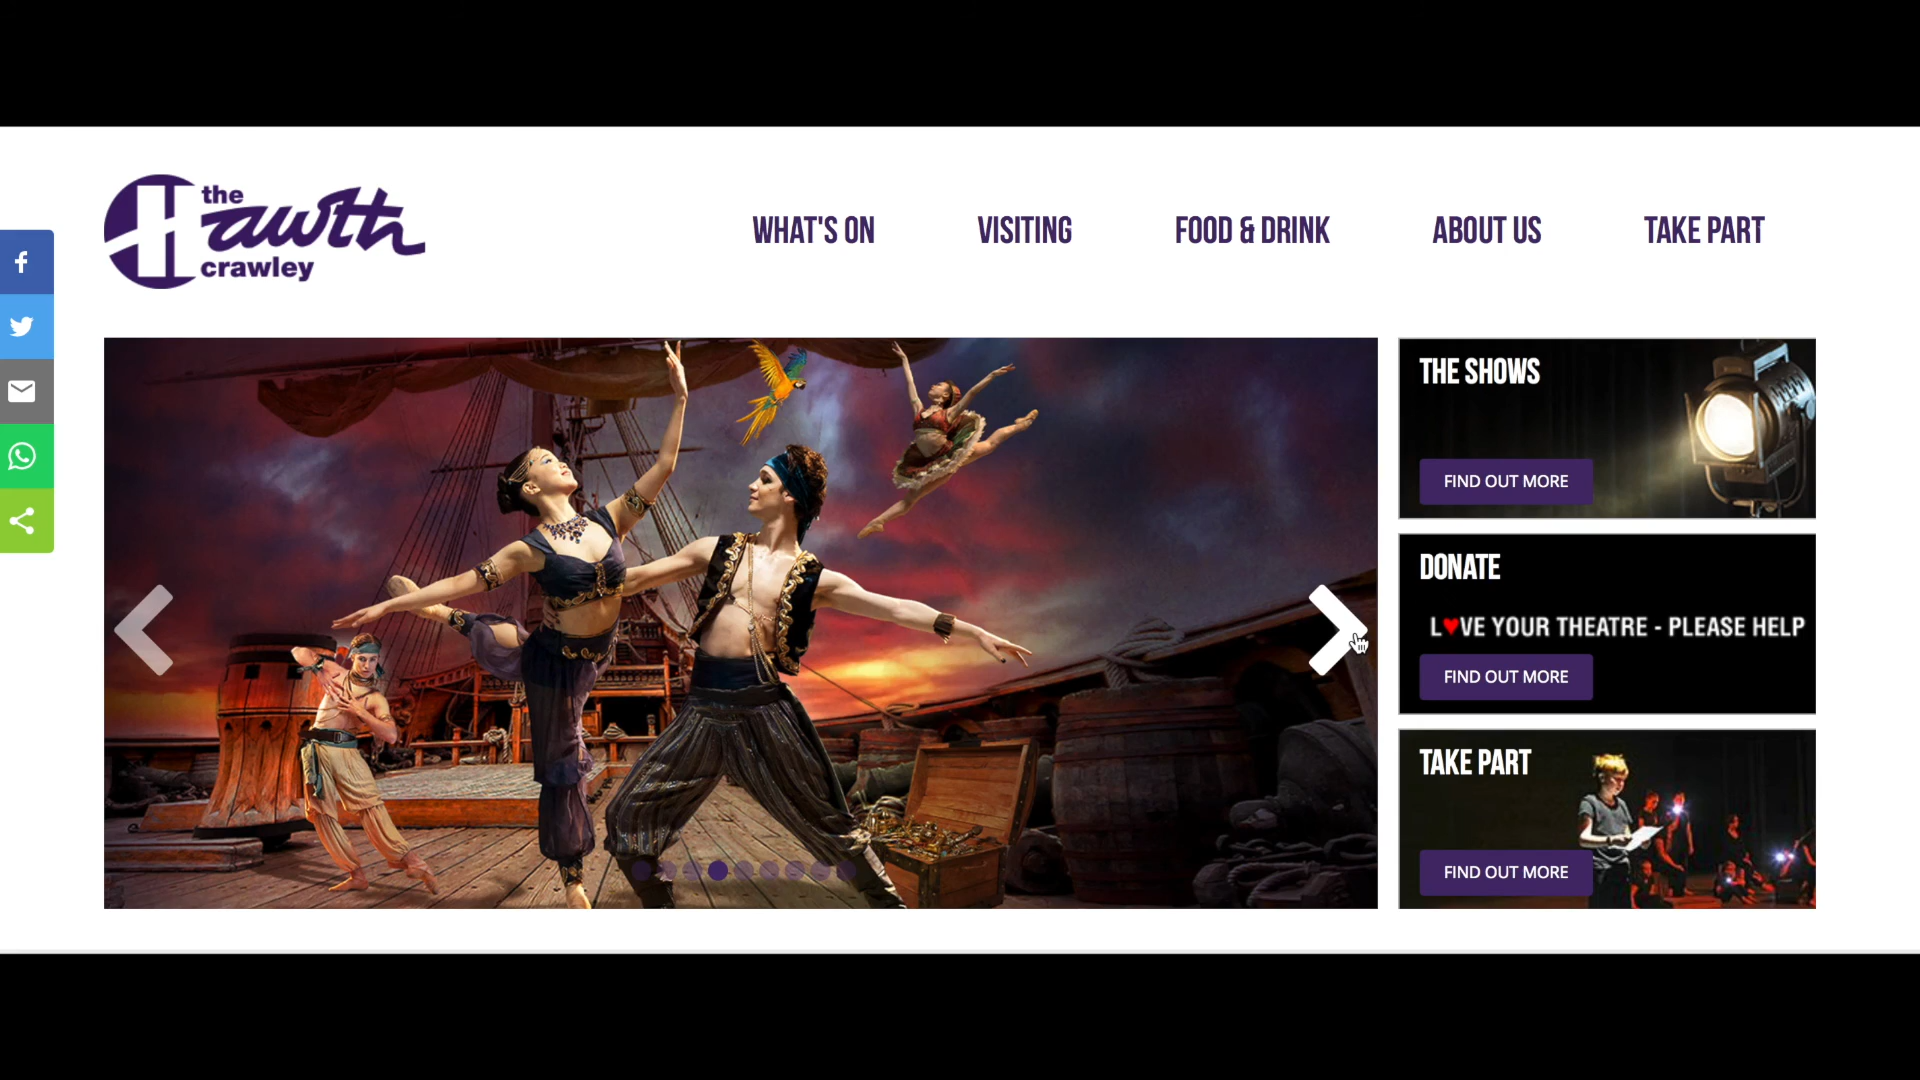 the
Hawth
crawley
WHAT'S ON
VISITING
FOOD & DRINK
ABOUT US
TAKE PART
THE SHOWS
FIND OUT MORE
DONATE
L♥VE YOUR THEATRE - PLEASE HELP
FIND OUT MORE
TAKE PART
FIND OUT MORE